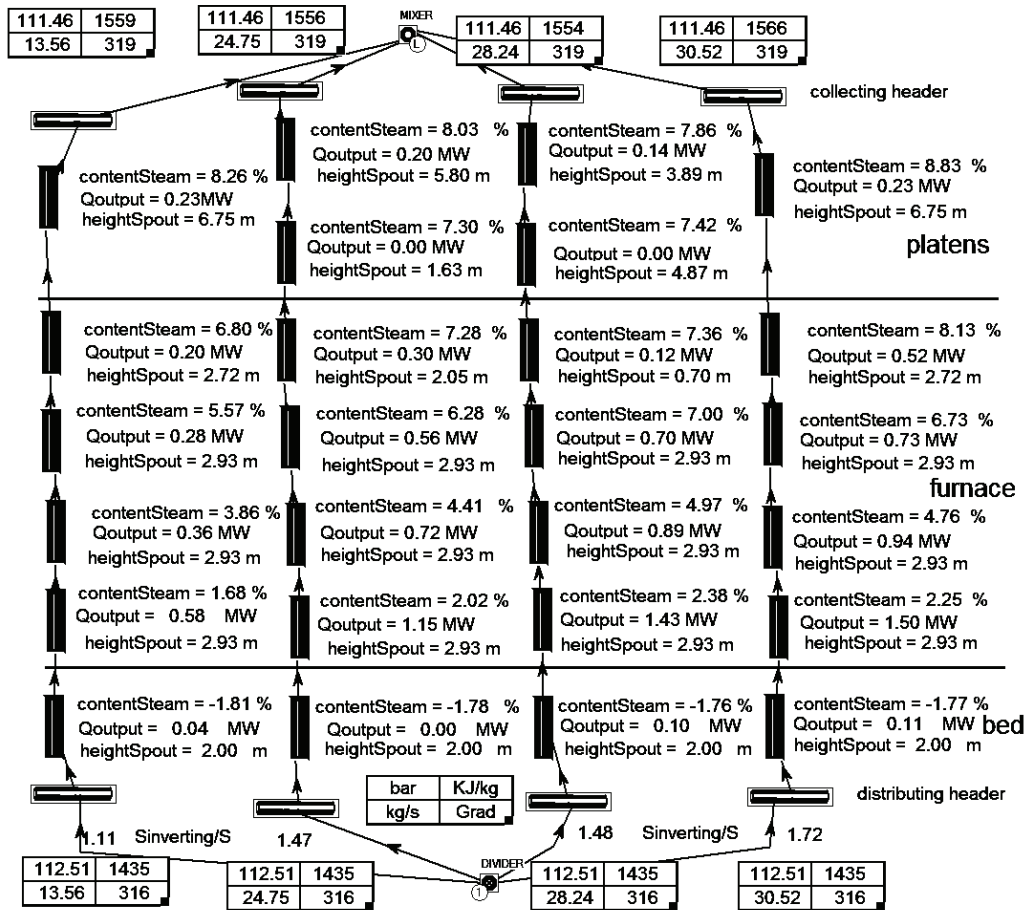 MIXER
111.46 1559
13.56 319
111.46 1556
24.75 319
L
111.46 1554
28.24 319
111.46 1566
30.52 319
collecting header
contentSteam = 8.26 %
Qoutput = 0.23MW
heightSpout = 6.75 m
contentSteam = 8.03 %
Qoutput = 0.20 MW
heightSpout = 5.80 m
contentSteam = 7.86 %
Qoutput = 0.14 MW
heightSpout = 3.89 m
contentSteam = 8.83 %
Qoutput = 0.23 MW
heightSpout = 6.75 m
contentSteam = 7.30 %
Qoutput = 0.00 MW
heightSpout = 1.63 m
contentSteam = 7.42 %
Qoutput = 0.00 MW
heightSpout = 4.87 m
platens
contentSteam = 6.80 %
Qoutput = 0.20 MW
heightSpout = 2.72 m
contentSteam = 7.28 %
Qoutput = 0.30 MW
heightSpout = 2.05 m
contentSteam = 7.36 %
Qoutput = 0.12 MW
heightSpout = 0.70 m
contentSteam = 8.13 %
Qoutput = 0.52 MW
heightSpout = 2.72 m
contentSteam = 5.57 %
Qoutput = 0.28 MW
heightSpout = 2.93 m
contentSteam = 6.28 %
Qoutput = 0.56 MW
heightSpout = 2.93 m
contentSteam = 7.00 %
Qoutput = 0.70 MW
heightSpout = 2.93 m
contentSteam = 6.73 %
Qoutput = 0.73 MW
heightSpout = 2.93 m
furnace
contentSteam = 3.86 %
Qoutput = 0.36 MW
heightSpout = 2.93 m
contentSteam = 4.41 %
Qoutput = 0.72 MW
heightSpout = 2.93 m
contentSteam = 4.97 %
Qoutput = 0.89 MW
heightSpout = 2.93 m
contentSteam = 4.76 %
Qoutput = 0.94 MW
heightSpout = 2.93 m
contentSteam = 1.68 %
Qoutput = 0.58 MW
heightSpout = 2.93 m
contentSteam = 2.02 %
Qoutput = 1.15 MW
heightSpout = 2.93 m
contentSteam = 2.38 %
Qoutput = 1.43 MW
heightSpout = 2.93 m
contentSteam = 2.25 %
Qoutput = 1.50 MW
heightSpout = 2.93 m
contentSteam = -1.81 %
Qoutput = 0.04 MW
heightSpout = 2.00 m
contentSteam = -1.78 %
Qoutput = 0.00 MW
heightSpout = 2.00 m
contentSteam = -1.76 %
Qoutput = 0.10 MW
heightSpout = 2.00 m
contentSteam = -1.77 %
Qoutput = 0.11 MW
heightSpout = 2.00 m
bed
bar KJ/kg
kg/s Grad
distributing header
1.11 Sinverting/S 1.47 1.48 Sinverting/S 1.72
DIVIDER
1
112.51 1435
13.56 316
112.51 1435
24.75 316
112.51 1435
28.24 316
112.51 1435
30.52 316